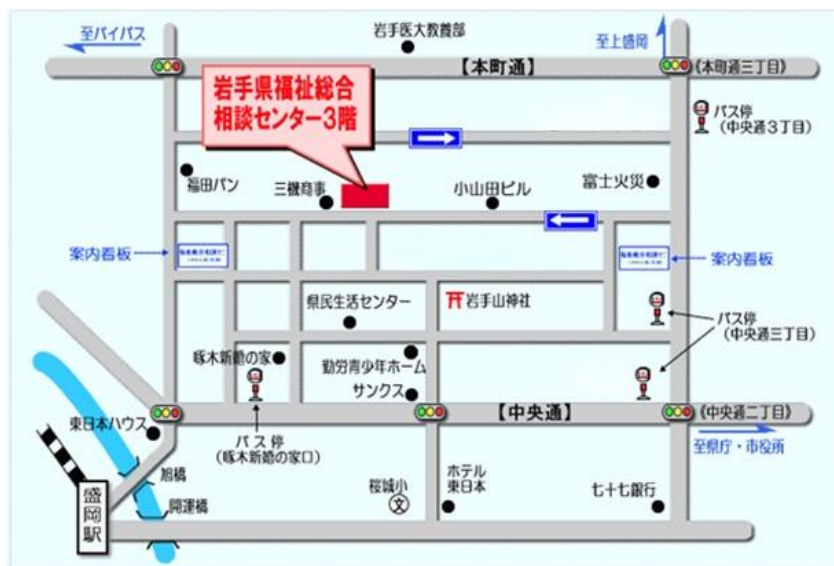 至バイパス
岩手医大教養部
至上盛岡
【本町通】
《本町通三丁目》
岩手県福祉総合
相談センター3階
バス停
(中央通3丁目)
福田パン
三機商事
小山田ビル
富士火災
案内看板
案内看板
県民生活センター
岩手山神社
バス停
(中央通三丁目)
啄木新婚の家
勤労青少年ホーム
サンクス
東日本ハウス
バス停
(啄木新婚の家口)
【中央通】
(中央通二丁目)
至県庁・市役所
旭橋
開運橋
盛岡駅
桜城小
文
ホテル
東日本
七十七銀行